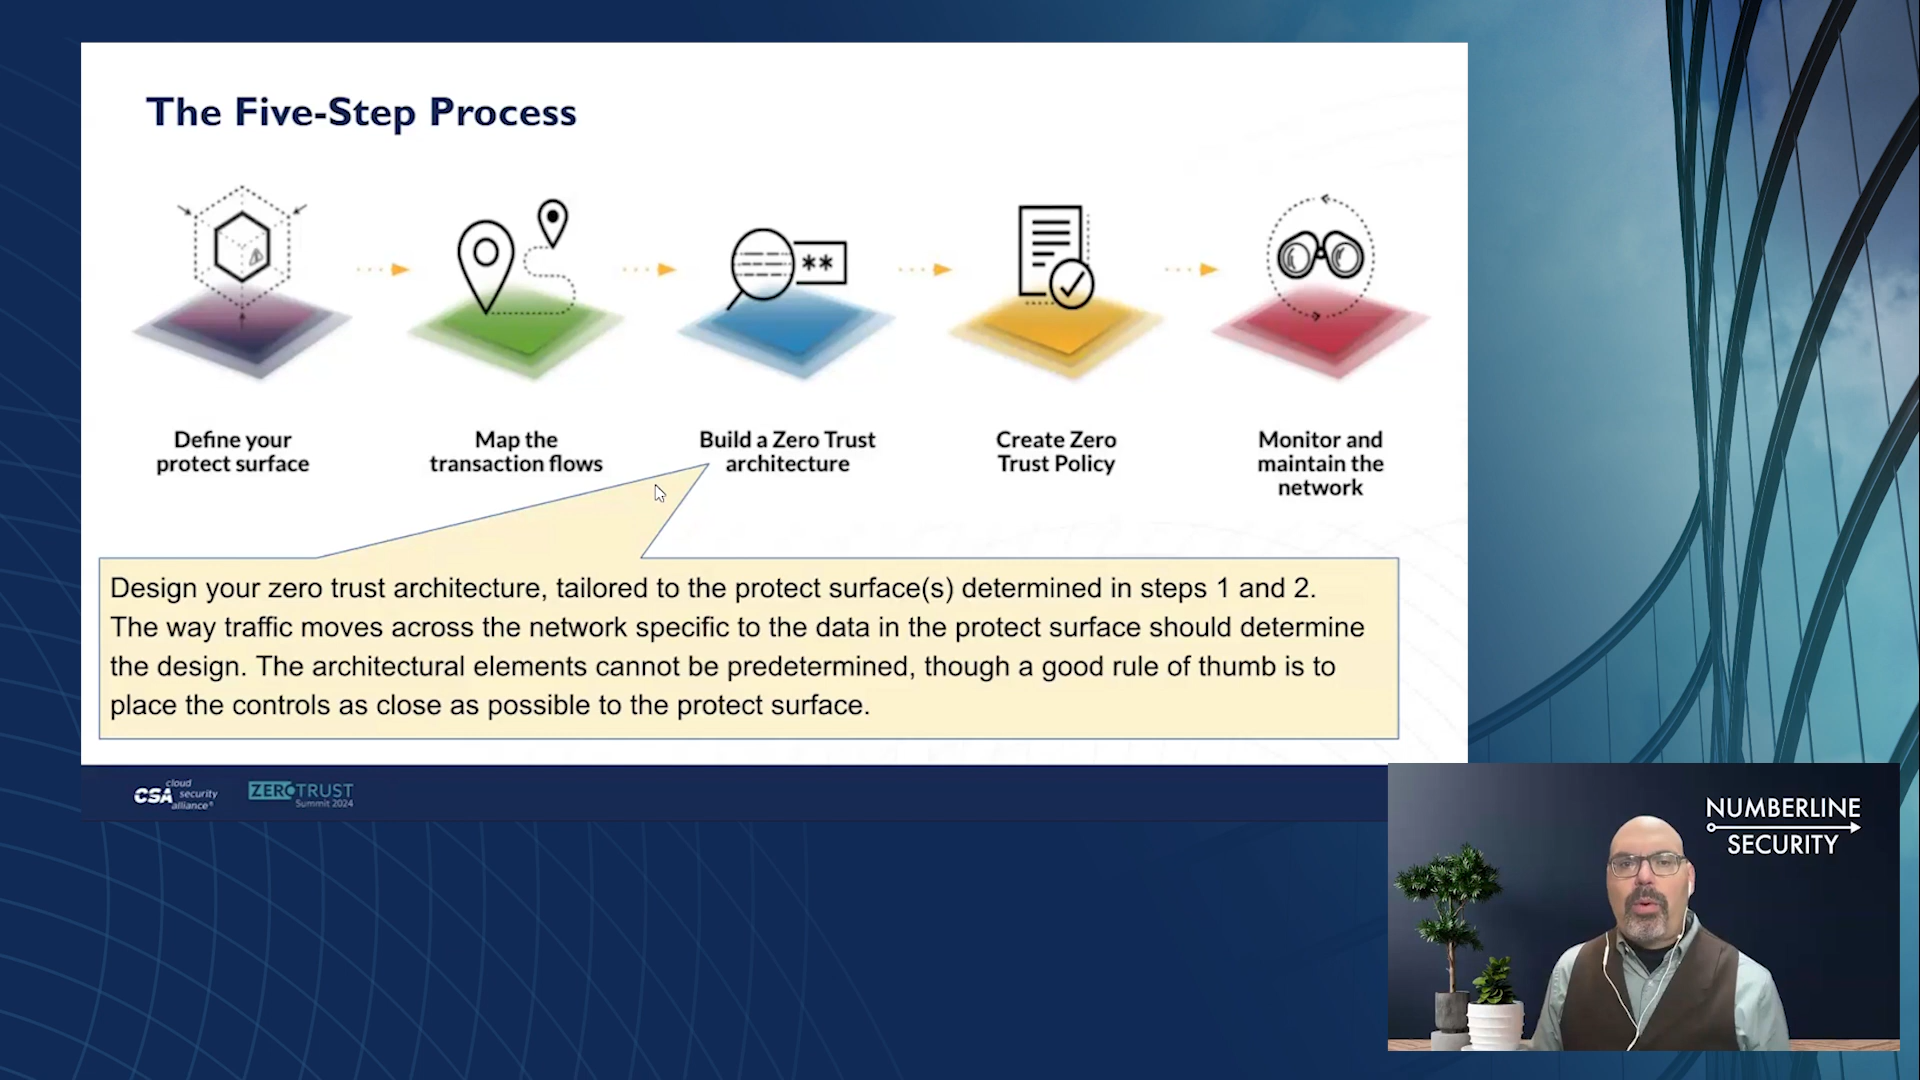 The Five-Step Process
**
Define your
protect surface
Map the
transaction flows
Build a Zero Trust
architecture
Create Zero
Trust Policy
Monitor and
maintain the
network
Design your zero trust architecture, tailored to the protect surface(s) determined in steps 1 and 2.
The way traffic moves across the network specific to the data in the protect surface should determine
the design. The architectural elements cannot be predetermined, though a good rule of thumb is to
place the controls as close as possible to the protect surface.
CSA cloud
security
alliance®
ZEROTRUST
Summit 2024
NUMBERLINE
SECURITY